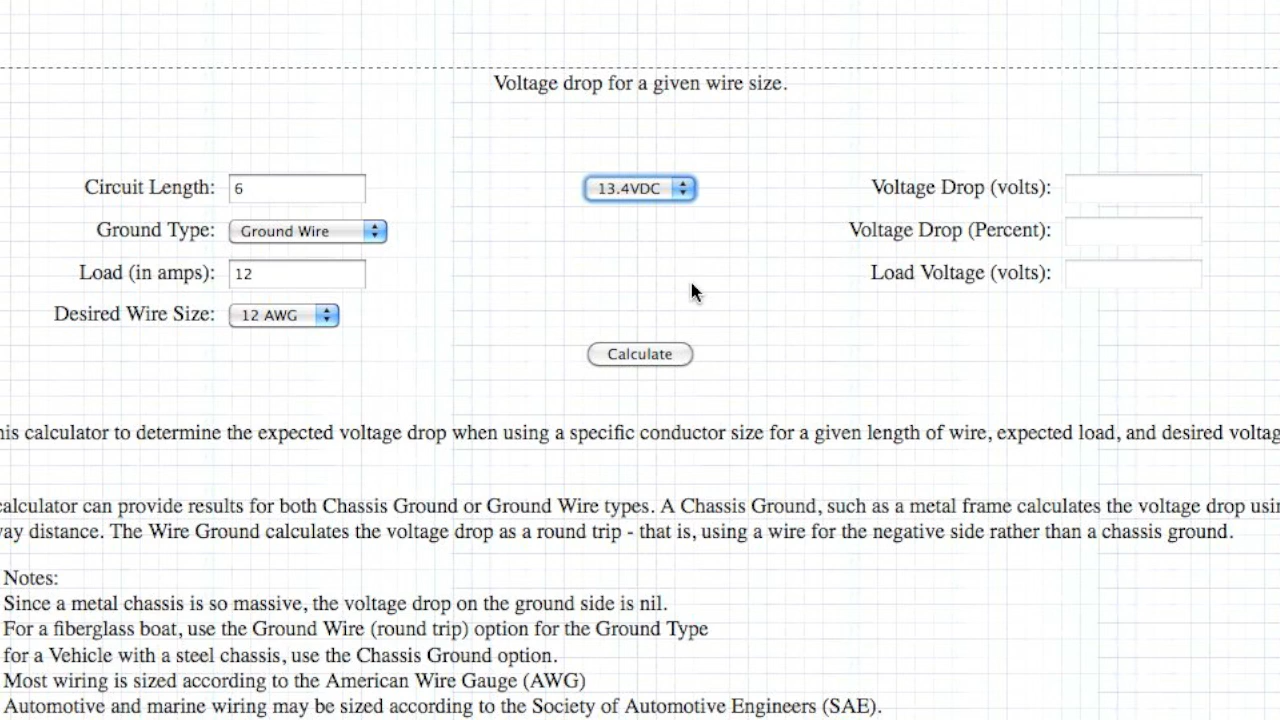 Voltage drop for a given wire size.
Circuit Length: 6
13.4VDC
Voltage Drop (volts):
Ground Type: Ground Wire
Voltage Drop (Percent):
Load (in amps): 12
Load Voltage (volts):
Desired Wire Size: 12 AWG
Calculate
calculator to determine the expected voltage drop when using a specific conductor size for a given length of wire, expected load, and desired
calculator can provide results for both Chassis Ground or Ground Wire types. A Chassis Ground, such as a metal frame calculates the voltage drop
distance. The Wire Ground calculates the voltage drop as a round trip - that is, using a wire for the negative side rather than a chassis ground.
Notes:
Since a metal chassis is so massive, the voltage drop on the ground side is nil.
For a fiberglass boat, use the Ground Wire (round trip) option for the Ground Type
for a Vehicle with a steel chassis, use the Chassis Ground option.
Most wiring is sized according to the American Wire Gauge (AWG)
Automotive and marine wiring may be sized according to the Society of Automotive Engineers (SAE).